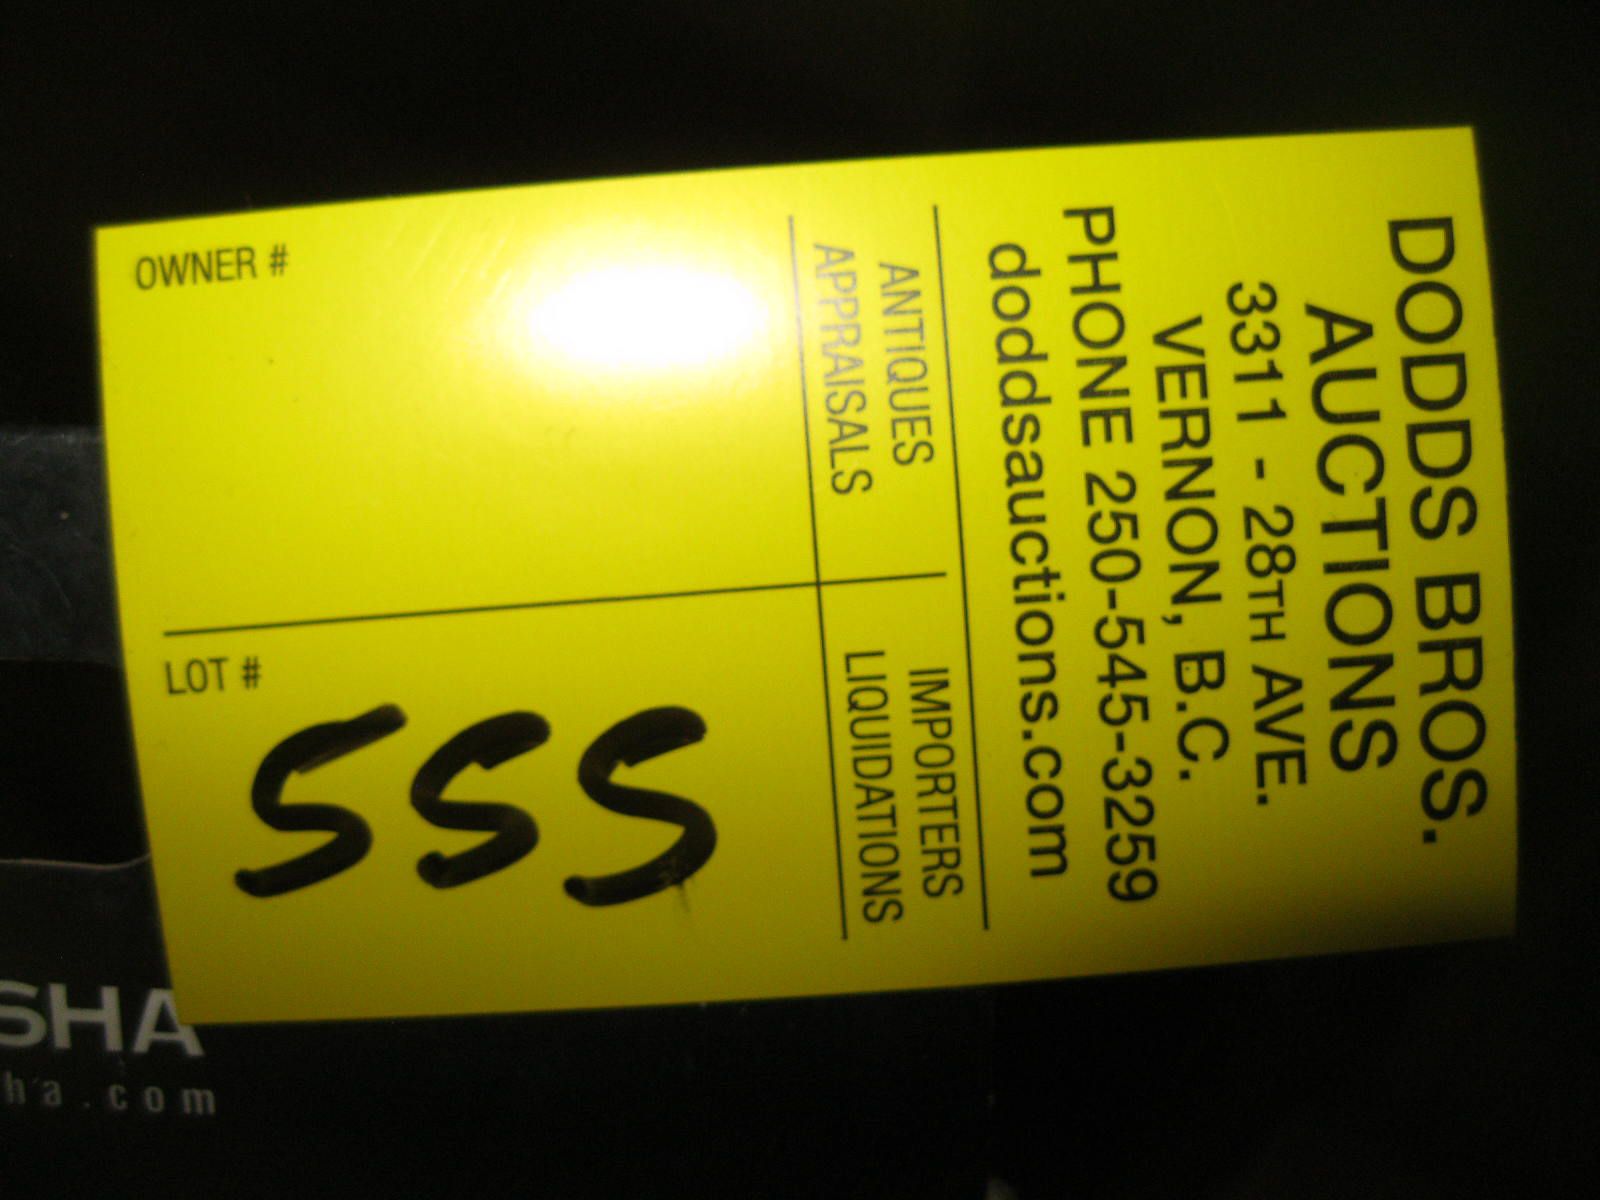 DODDS BROS.
AUCTIONS
3311 - 28TH AVE.
VERNON, B.C.
PHONE 250-545-3259
doddsauctions.com
ANTIQUES
APPRAISALS
IMPORTERS
LIQUIDATIONS
OWNER #
LOT #
555
SHA
ha.com